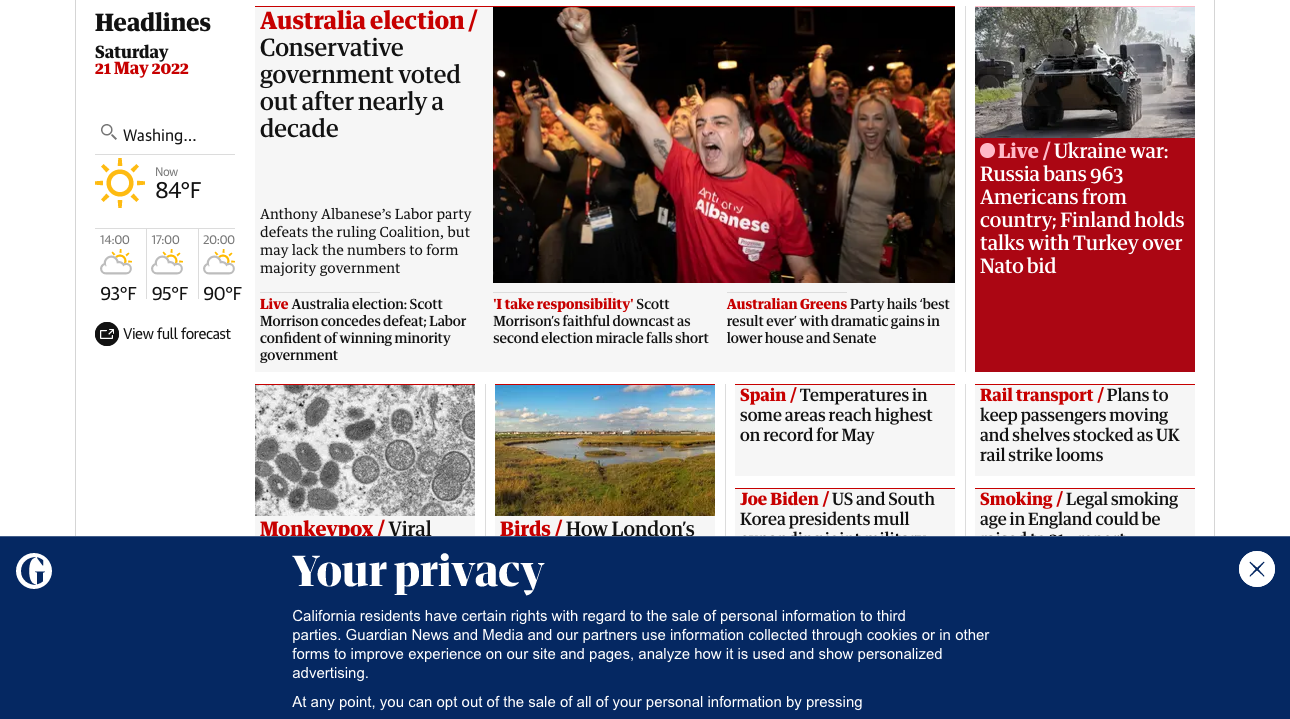 Headlines
Saturday
21 May 2022
Washing...
Now
84°F
14:00
17:00
20:00
93°F
95°F
90°F
View full forecast
Australia election /
Conservative
government voted
out after nearly a
decade
Anthony Albanese’s Labor party
defeats the ruling Coalition, but
may lack the numbers to form
majority government
Anthony
Albanese
Live Australia election: Scott
Morrison concedes defeat; Labor
confident of winning minority
government
'I take responsibility' Scott
Morrison’s faithful downcast as
second election miracle falls short
Australian Greens Party hails ‘best
result ever’ with dramatic gains in
lower house and Senate
Live / Ukraine war:
Russia bans 963
Americans from
country; Finland holds
talks with Turkey over
Nato bid
Monkeypox / Viral
Birds / How London’s
Spain / Temperatures in
some areas reach highest
on record for May
Joe Biden / US and South
Korea presidents mull
Rail transport / Plans to
keep passengers moving
and shelves stocked as UK
rail strike looms
Smoking / Legal smoking
age in England could be
G
Your privacy
California residents have certain rights with regard to the sale of personal information to third
parties. Guardian News and Media and our partners use information collected through cookies or in other
forms to improve experience on our site and pages, analyze how it is used and show personalized
advertising.
At any point, you can opt out of the sale of all of your personal information by pressing